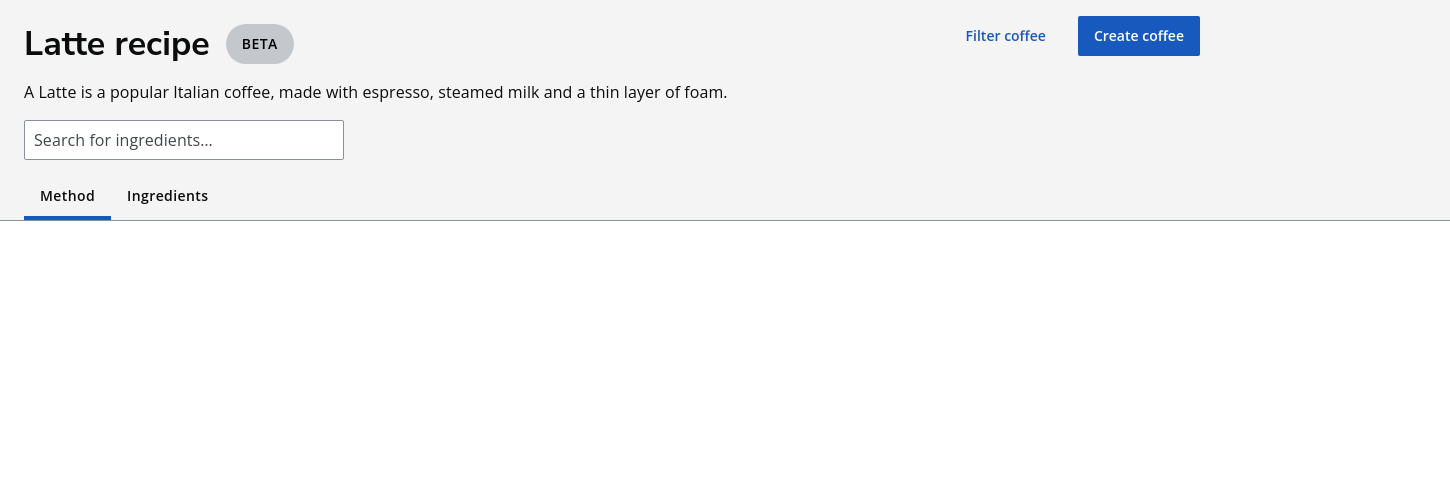 Latte recipe BETA
Filter coffee Create coffee
A Latte is a popular Italian coffee, made with espresso, steamed milk and a thin layer of foam.
Search for ingredients...
Method Ingredients